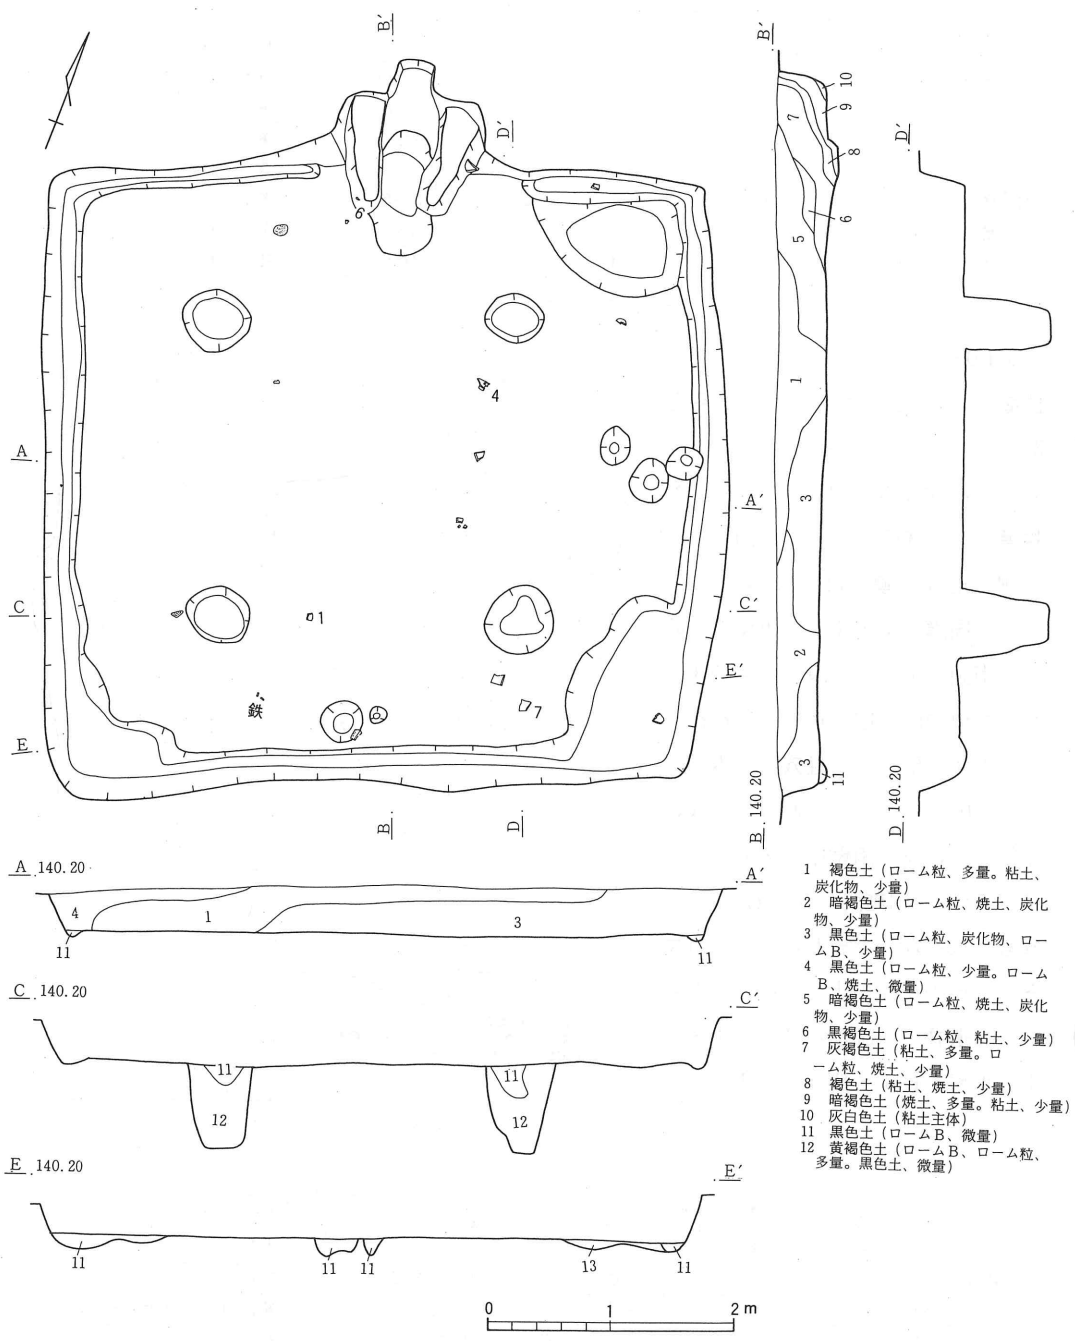 B′
B′
D′
D′
10
9
7
8
6
6
5
4
1
A
A′
3
C
C′
1
2
E′
鉄
7
E
3
11
B
D
B 140.20
D 140.20
A 140.20
A′
4
1
3
11
11
C 140.20
C′
11
11
12
12
E 140.20
E′
11
11
11
13
11
0
1
2 m
1 褐色土(ローム粒、多量。粘土、
炭化物、少量)
2 暗褐色土(ローム粒、焼土、炭化
物、少量)
3 黒色土(ローム粒、炭化物、ロー
ムB、少量)
4 黒色土(ローム粒、少量。ローム
B、焼土、微量)
5 暗褐色土(ローム粒、焼土、炭化
物、少量)
6 黒褐色土(ローム粒、粘土、少量)
7 灰褐色土(粘土、多量。ロ
ーム粒、焼土、少量)
8 褐色土(粘土、焼土、少量)
9 暗褐色土(焼土、多量。粘土、少量)
10 灰白色土(粘土主体)
11 黒色土(ロームB、微量)
12 黄褐色土(ロームB、ローム粒、
多量。黒色土、微量)